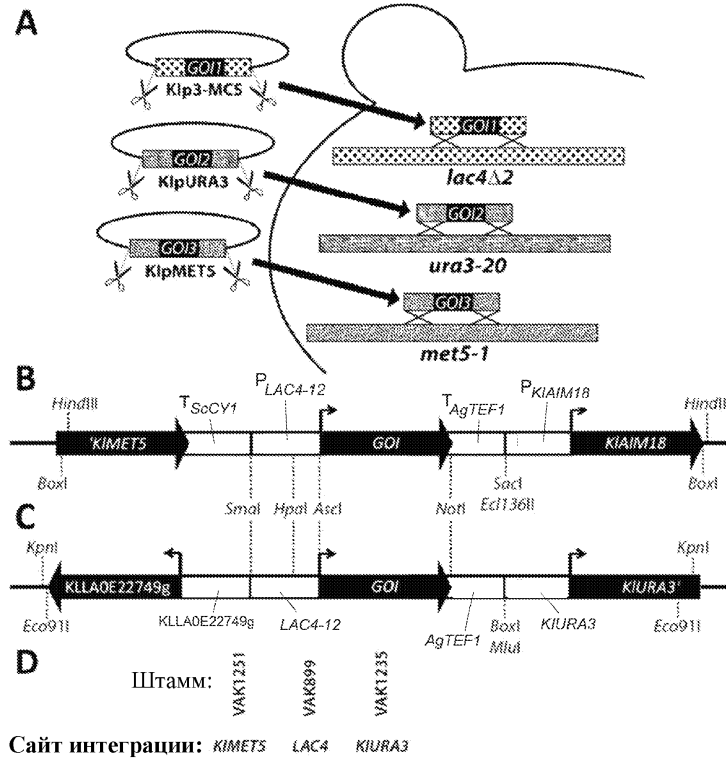 A
GOI1
Klp3-MCS
GOI2
KlpURA3
GOI3
KlpMET5
GOI1
lac4Δ2
GOI2
ura3-20
GOI3
met5-1
B
HindIII
TScCY1
PLAC4-12
TAgTEF1
PKlAIM18
HindIII
'KlMET5
GOI
KlAIM18
BoxI
SmaI
HpaI
AscI
NotI
SacI
Ecl136II
BoxI
C
KpnI
KpnI
KLLA0E22749g
GOI
KlURA3'
Eco91I
KLLA0E22749g
LAC4-12
AgTEF1
BoxI
MluI
KlURA3
Eco91I
D
Штамм: VAK1251 VAK899 VAK1235
Сайт интеграции: KlMET5 LAC4 KlURA3